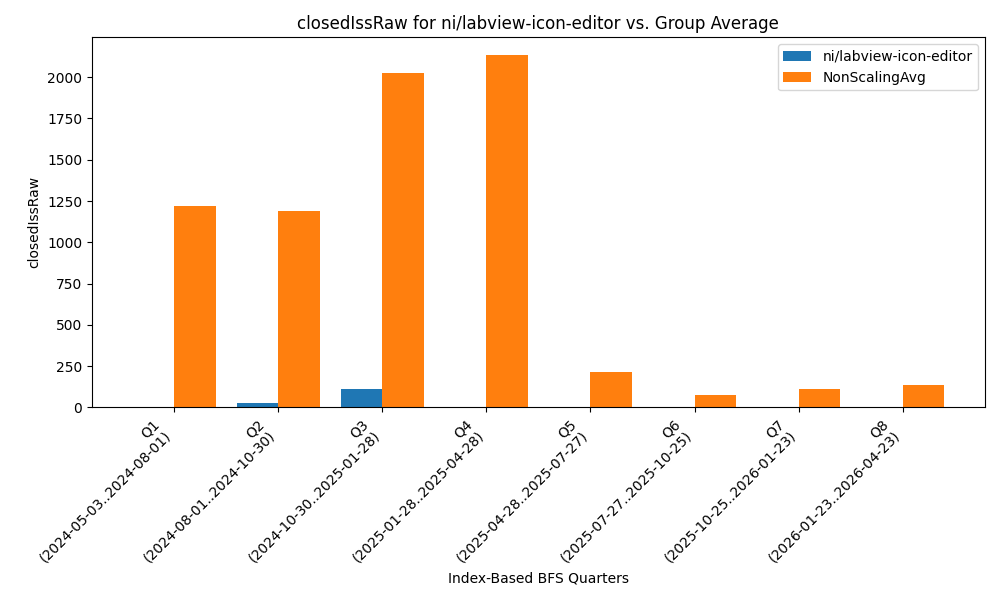 closedIssRaw for ni/labview-icon-editor vs. Group Average
ni/labview-icon-editor
NonScalingAvg
closedIssRaw
2000
1750
1500
1250
1000
750
500
250
0
Q1
(2024-05-03..2024-08-01)
Q2
(2024-08-01..2024-10-30)
Q3
(2024-10-30..2025-01-28)
Q4
(2025-01-28..2025-04-28)
Q5
(2025-04-28..2025-07-27)
Q6
(2025-07-27..2025-10-25)
Q7
(2025-10-25..2026-01-23)
Q8
(2026-01-23..2026-04-23)
Index-Based BFS Quarters